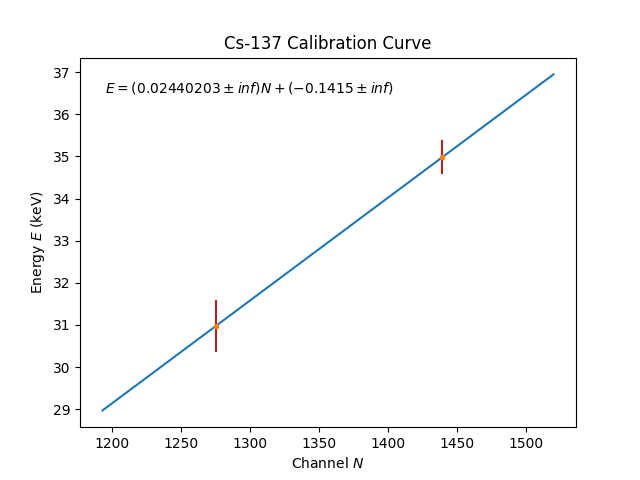 Cs-137 Calibration Curve
E = (0.02440203 ± inf)N + (−0.1415 ± inf)
37
36
35
34
33
32
31
30
29
Energy E (keV)
1200 1250 1300 1350 1400 1450 1500
Channel N